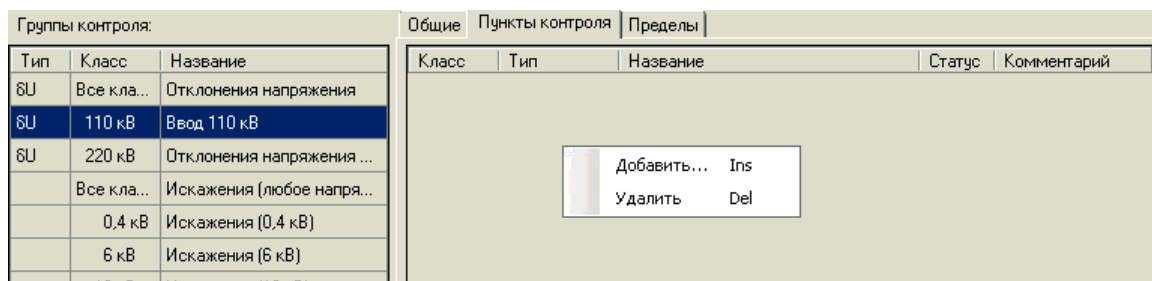 Группы контроля:
Общие Пункты контроля Пределы
Тип Класс Название
Класс Тип Название Статус Комментарий
δU Все кла... Отклонения напряжения
δU 110 кВ Ввод 110 кВ
δU 220 кВ Отклонения напряжения ...
Все кла... Искажения (любое напря...
0,4 кВ Искажения (0,4 кВ)
6 кВ Искажения (6 кВ)
Добавить... Ins
Удалить Del